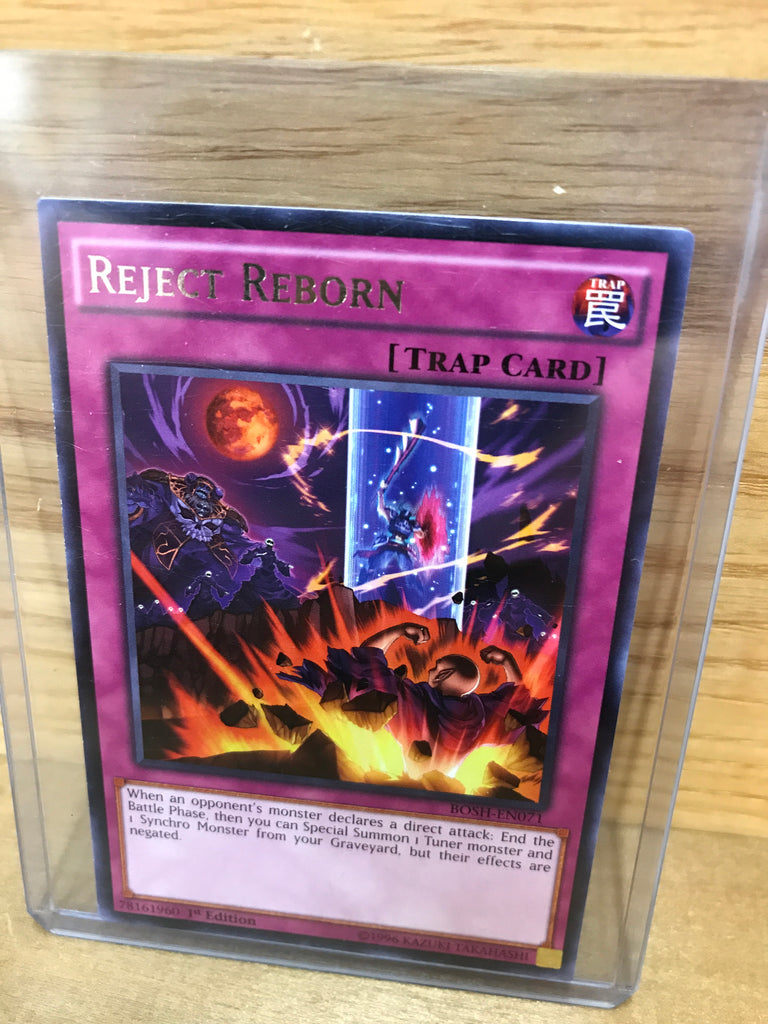 REJECT REBORN
TRAP
罠
[TRAP CARD]
BOSH-EN071
When an opponent's monster declares a direct attack: End the
Battle Phase, then you can Special Summon 1 Tuner monster and
1 Synchro Monster from your Graveyard, but their effects are
negated.
78161960 1st Edition
©1996 KAZUKI TAKAHASHI